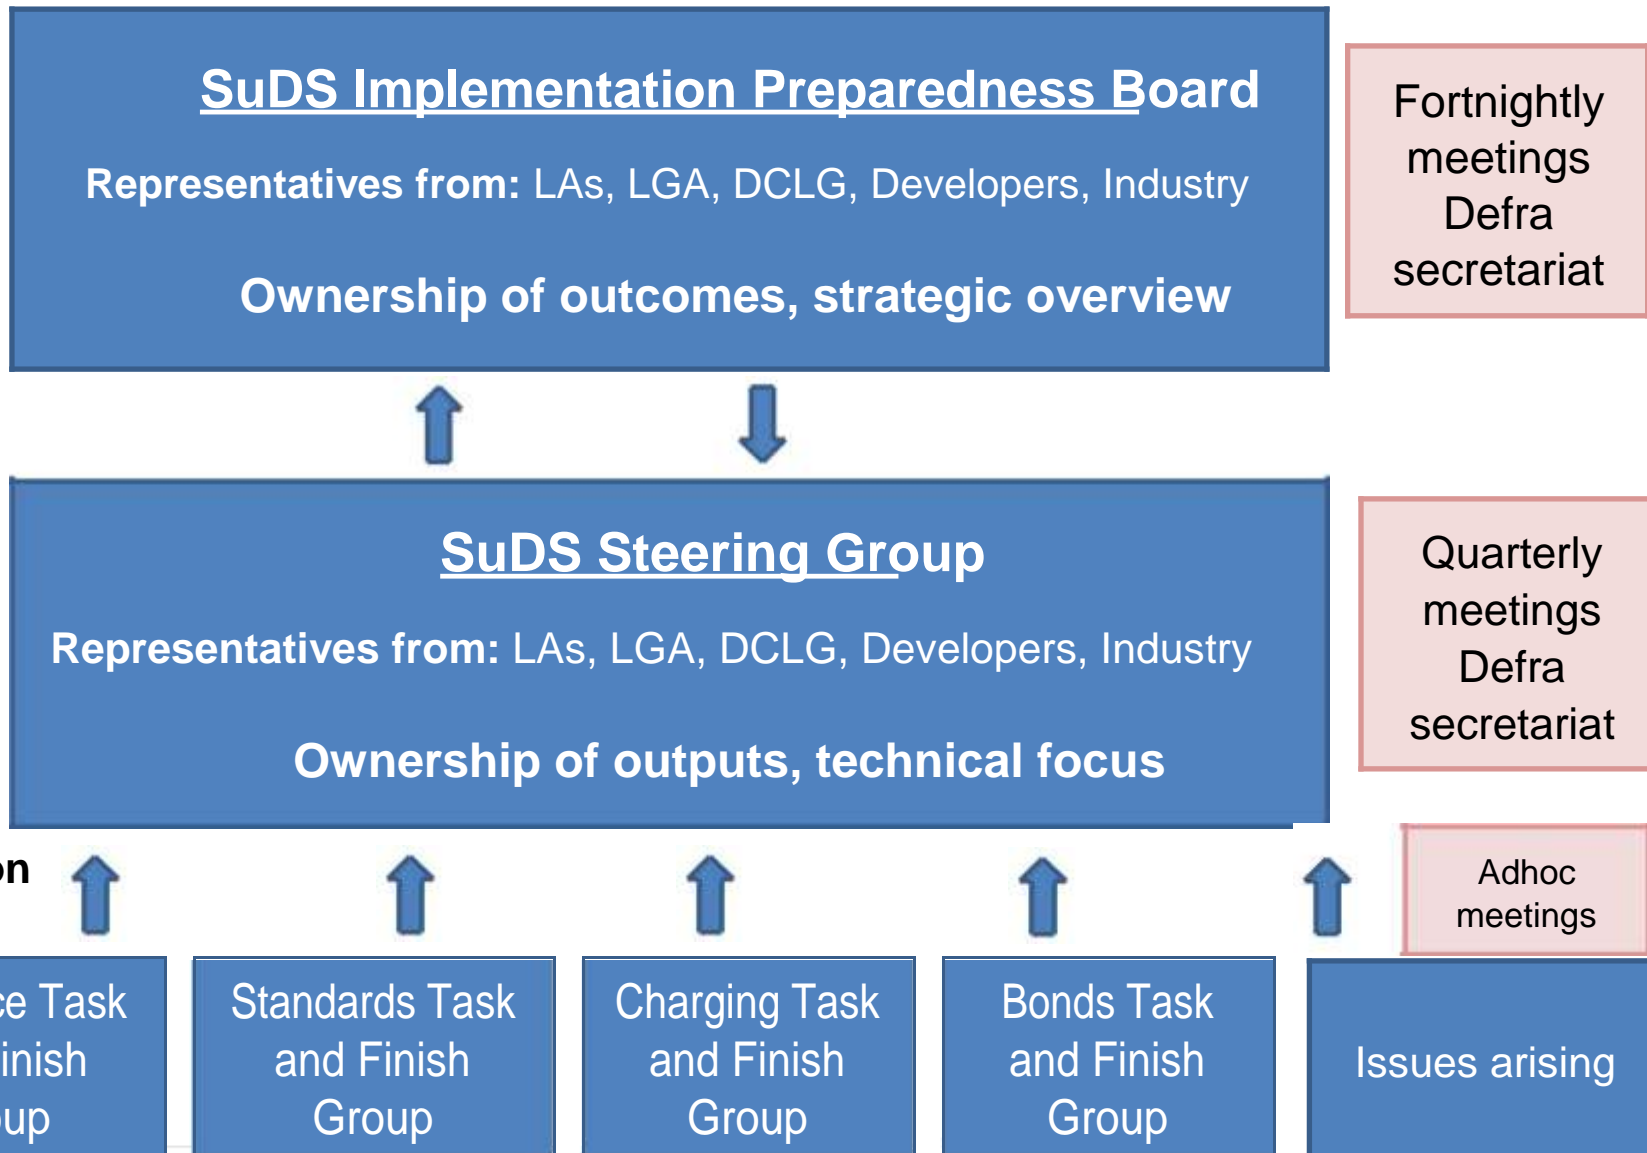 SuDS Implementation Preparedness Board
Representatives from: LAs, LGA, DCLG, Developers, Industry
Ownership of outcomes, strategic overview
Fortnightly
meetings
Defra
secretariat
SuDS Steering Group
Representatives from: LAs, LGA, DCLG, Developers, Industry
Ownership of outputs, technical focus
Quarterly
meetings
Defra
secretariat
Adhoc
meetings
Task
Standards Task
and Finish
Group
Charging Task
and Finish
Group
Bonds Task
and Finish
Group
Issues arising